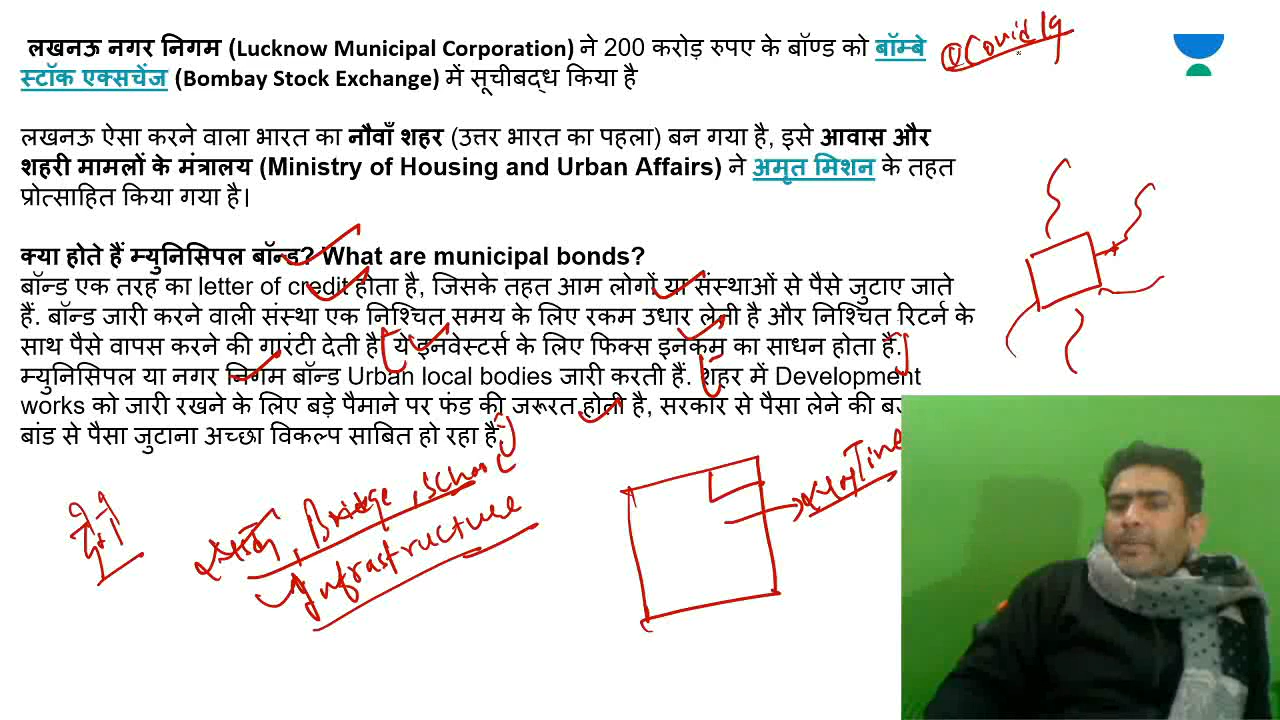 लखनऊ नगर निगम (Lucknow Municipal Corporation) ने 200 करोड़ रुपए के बॉण्ड को बॉम्बे
स्टॉक एक्सचेंज (Bombay Stock Exchange) में सूचीबद्ध किया है
①Covid 19
लखनऊ ऐसा करने वाला भारत का नौवाँ शहर (उत्तर भारत का पहला) बन गया है, इसे आवास और
शहरी मामलों के मंत्रालय (Ministry of Housing and Urban Affairs) ने अमृत मिशन के तहत
प्रोत्साहित किया गया है।
क्या होते हैं म्युनिसिपल बॉन्ड? What are municipal bonds?
बॉन्ड एक तरह का letter of credit होता है, जिसके तहत आम लोगों या संस्थाओं से पैसे जुटाए जाते
हैं. बॉन्ड जारी करने वाली संस्था एक निश्चित समय के लिए रकम उधार लेती है और निश्चित रिटर्न के
साथ पैसे वापस करने की गारंटी देती है ये इनवेस्टर्स के लिए फिक्स इनकम का साधन होता है.
म्युनिसिपल या नगर निगम बॉन्ड Urban local bodies जारी करती हैं. शहर में Development
works को जारी रखने के लिए बड़े पैमाने पर फंड की जरूरत होती है, सरकार से पैसा लेने की
बांड से पैसा जुटाना अच्छा विकल्प साबित हो रहा है.
Bridge, School
Infrastructure